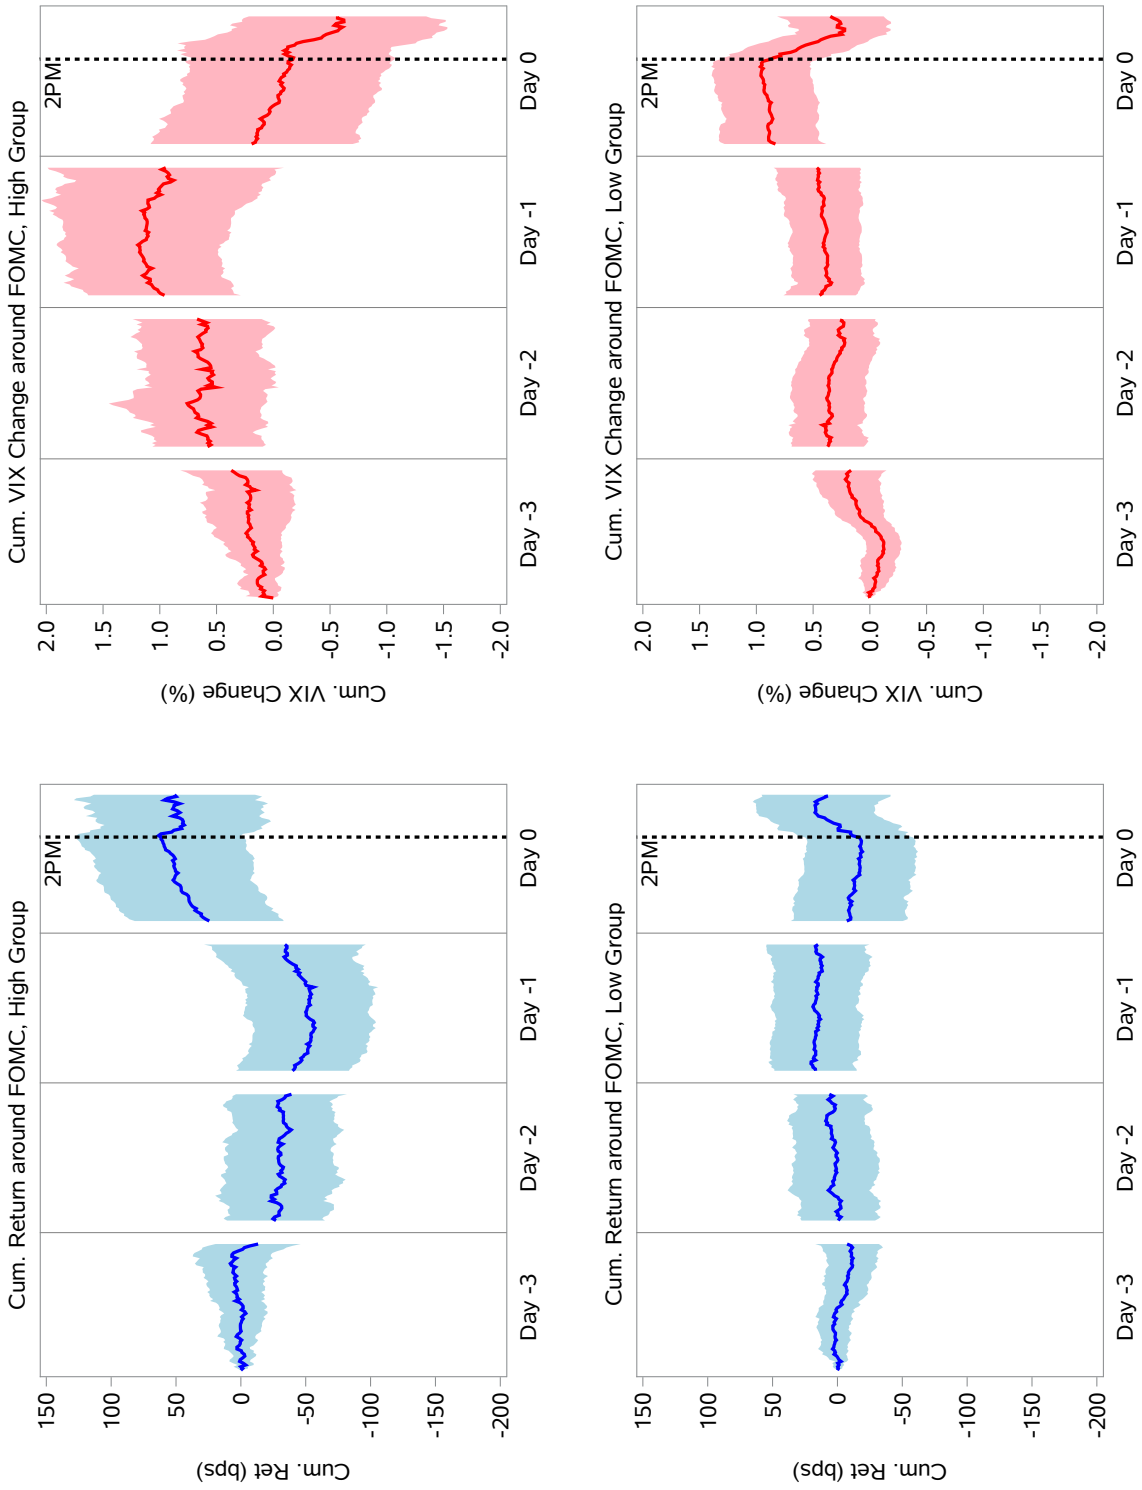 Cum. Return around FOMC, High Group
2PM
150
100
50
0
-50
-100
-150
-200
Cum. Ret (bps)
Day -3
Day -2
Day -1
Day 0
Cum. VIX Change around FOMC, High Group
2PM
2.0
1.5
1.0
0.5
0.0
-0.5
-1.0
-1.5
-2.0
Cum. VIX Change (%)
Day -3
Day -2
Day -1
Day 0
Cum. Return around FOMC, Low Group
2PM
150
100
50
0
-50
-100
-150
-200
Cum. Ret (bps)
Day -3
Day -2
Day -1
Day 0
Cum. VIX Change around FOMC, Low Group
2PM
2.0
1.5
1.0
0.5
0.0
-0.5
-1.0
-1.5
-2.0
Cum. VIX Change (%)
Day -3
Day -2
Day -1
Day 0